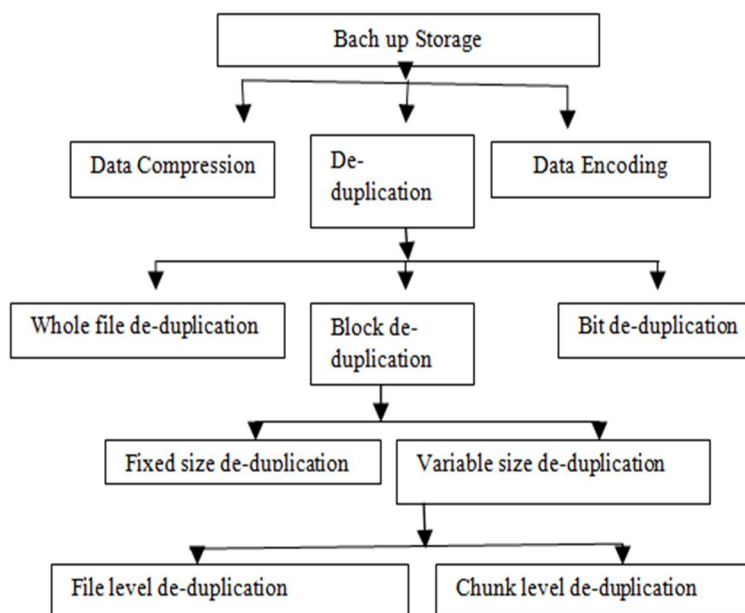 Bach up Storage
Data Compression
De-
duplication
Data Encoding
Whole file de-duplication
Block de-
duplication
Bit de-duplication
Fixed size de-duplication
Variable size de-duplication
File level de-duplication
Chunk level de-duplication